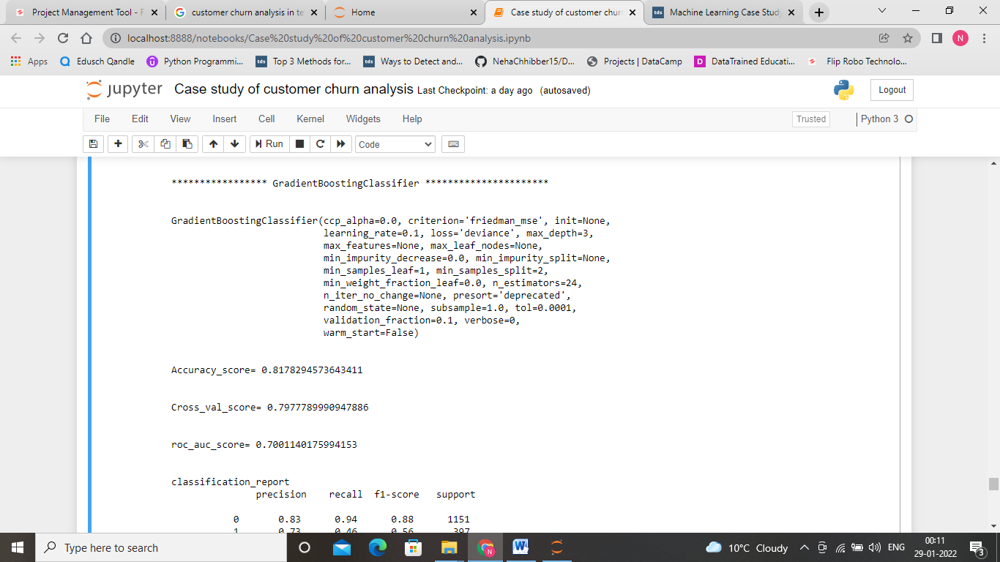 Project Management Tool - F
customer churn analysis in te
Home
Case study of customer churn
Machine Learning Case Study
localhost:8888/notebooks/Case%20study%20of%20customer%20churn%20analysis.ipynb
N
Apps
Edusch Qandle
Python Programmi...
tds
Top 3 Methods for...
tds
Ways to Detect and...
NehaChhibber15/D...
Projects | DataCamp
D
DataTrained Educati...
Flip Robo Technolo...
jupyter Case study of customer churn analysis Last Checkpoint: a day ago (autosaved)
Logout
File Edit View Insert Cell Kernel Widgets Help
Trusted
Python 3
Run
Code
***************** GradientBoostingClassifier **********************
GradientBoostingClassifier(ccp_alpha=0.0, criterion='friedman_mse', init=None,
learning_rate=0.1, loss='deviance', max_depth=3,
max_features=None, max_leaf_nodes=None,
min_impurity_decrease=0.0, min_impurity_split=None,
min_samples_leaf=1, min_samples_split=2,
min_weight_fraction_leaf=0.0, n_estimators=24,
n_iter_no_change=None, presort='deprecated',
random_state=None, subsample=1.0, tol=0.0001,
validation_fraction=0.1, verbose=0,
warm_start=False)
Accuracy_score= 0.8178294573643411
Cross_val_score= 0.7977789990947886
roc_auc_score= 0.7001140175994153
classification_report
precision recall f1-score support
0 0.83 0.94 0.88 1151
1 0.73 0.46 0.56 397
Type here to search
10°C Cloudy
ENG
00:11
29-01-2022
3